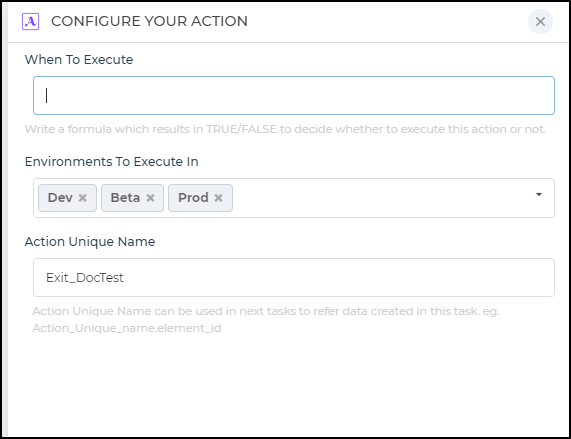 A CONFIGURE YOUR ACTION
When To Execute
Write a formula which results in TRUE/FALSE to decide whether to execute this action or not.
Environments To Execute In
Dev × Beta × Prod ×
Action Unique Name
Exit_DocTest
Action Unique Name can be used in next tasks to refer data created in this task. eg.
Action_Unique_name.element_id